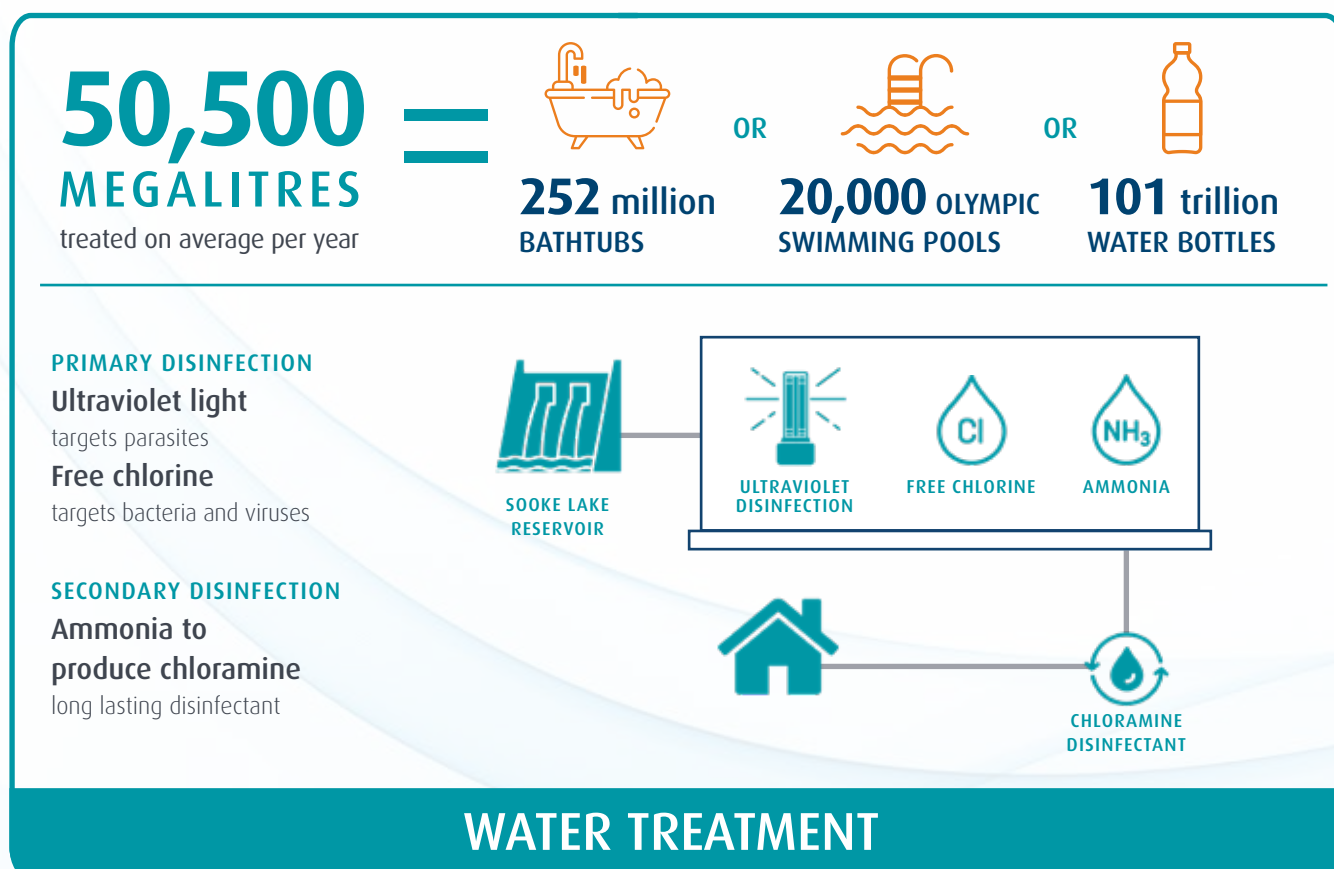 50,500
MEGALITRES
treated on average per year
=
252 million
BATHTUBS
OR
20,000 OLYMPIC
SWIMMING POOLS
OR
101 trillion
WATER BOTTLES
PRIMARY DISINFECTION
Ultraviolet light
targets parasites
Free chlorine
targets bacteria and viruses
SECONDARY DISINFECTION
Ammonia to
produce chloramine
long lasting disinfectant
SOOKE LAKE
RESERVOIR
ULTRAVIOLET
DISINFECTION
Cl
FREE CHLORINE
NH₃
AMMONIA
CHLORAMINE
DISINFECTANT
WATER TREATMENT